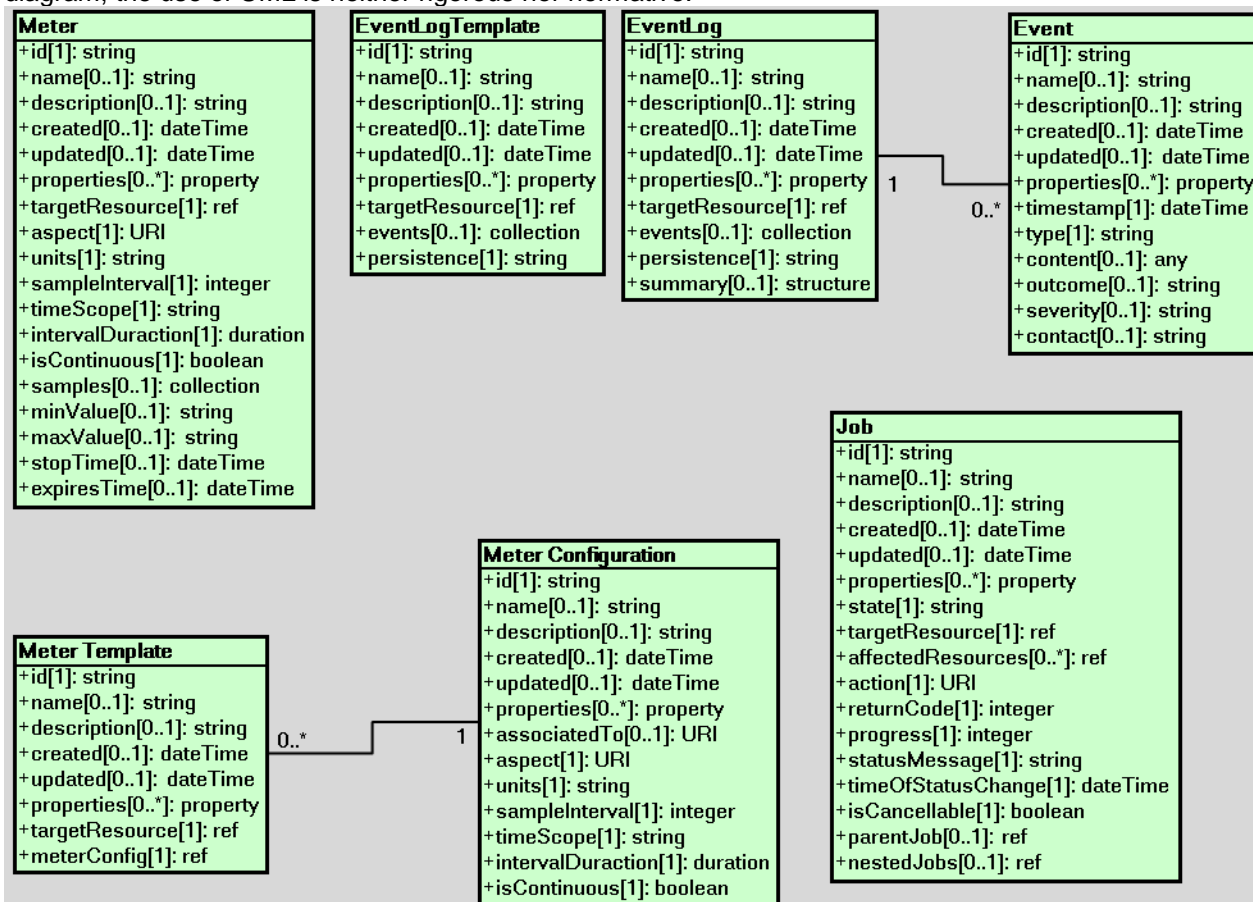 diagram, the use of UML is neither rigorous nor normative.
Meter
+id[1]: string
+name[0..1]: string
+description[0..1]: string
+created[0..1]: dateTime
+updated[0..1]: dateTime
+properties[0..*]: property
+targetResource[1]: ref
+aspect[1]: URI
+units[1]: string
+sampleInterval[1]: integer
+timeScope[1]: string
+intervalDuraction[1]: duration
+isContinuous[1]: boolean
+samples[0..1]: collection
+minValue[0..1]: string
+maxValue[0..1]: string
+stopTime[0..1]: dateTime
+expiresTime[0..1]: dateTime
EventLogTemplate
+id[1]: string
+name[0..1]: string
+description[0..1]: string
+created[0..1]: dateTime
+updated[0..1]: dateTime
+properties[0..*]: property
+targetResource[1]: ref
+events[0..1]: collection
+persistence[1]: string
EventLog
+id[1]: string
+name[0..1]: string
+description[0..1]: string
+created[0..1]: dateTime
+updated[0..1]: dateTime
+properties[0..*]: property
+targetResource[1]: ref
+events[0..1]: collection
+persistence[1]: string
+summary[0..1]: structure
1
0..*
Event
+id[1]: string
+name[0..1]: string
+description[0..1]: string
+created[0..1]: dateTime
+updated[0..1]: dateTime
+properties[0..*]: property
+timestamp[1]: dateTime
+type[1]: string
+content[0..1]: any
+outcome[0..1]: string
+severity[0..1]: string
+contact[0..1]: string
Meter Template
+id[1]: string
+name[0..1]: string
+description[0..1]: string
+created[0..1]: dateTime
+updated[0..1]: dateTime
+properties[0..*]: property
+targetResource[1]: ref
+meterConfig[1]: ref
0..*
1
Meter Configuration
+id[1]: string
+name[0..1]: string
+description[0..1]: string
+created[0..1]: dateTime
+updated[0..1]: dateTime
+properties[0..*]: property
+associatedTo[0..1]: URI
+aspect[1]: URI
+units[1]: string
+sampleInterval[1]: integer
+timeScope[1]: string
+intervalDuration[1]: duration
+isContinuous[1]: boolean
Job
+id[1]: string
+name[0..1]: string
+description[0..1]: string
+created[0..1]: dateTime
+updated[0..1]: dateTime
+properties[0..*]: property
+state[1]: string
+targetResource[1]: ref
+affectedResources[0..*]: ref
+action[1]: URI
+returnCode[1]: integer
+progress[1]: integer
+statusMessage[1]: string
+timeOfStatusChange[1]: dateTime
+isCancellable[1]: boolean
+parentJob[0..1]: ref
+nestedJobs[0..1]: ref